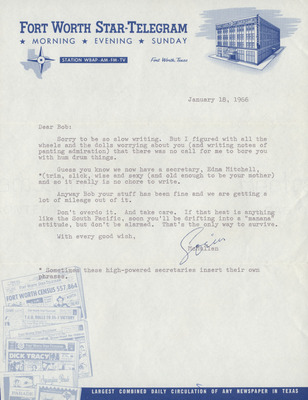 FORT WORTH STAR-TELEGRAM
★ MORNING ★ EVENING ★ SUNDAY
STATION WBAP-AM-FM-TV
Fort Worth, Texas
January 18, 1966
Dear Bob:
Sorry to be so slow writing. But I figured with all the
wheels and the dolls worrying about you (and writing notes of
panting admiration) that there was no call for me to bore you
with hum drum things.
Guess you know we now have a secretary, Edna Mitchell,
*(trim, slick, wise and sexy (and old enough to be your mother)
and so it really is no chore to write.
Anyway Bob your stuff has been fine and we are getting a
lot of mileage out of it.
Don't overdo it. And take care. If that heat is anything
like the South Pacific, soon you'll be drifting into a "manana"
attitude, but don't be alarmed. That's the only way to survive.
With every good wish,
* Sometimes these high-powered secretaries insert their own
phrases.
FORT WORTH CENSUS 557,864
DICK TRACY
LARGEST COMBINED DAILY CIRCULATION OF ANY NEWSPAPER IN TEXAS